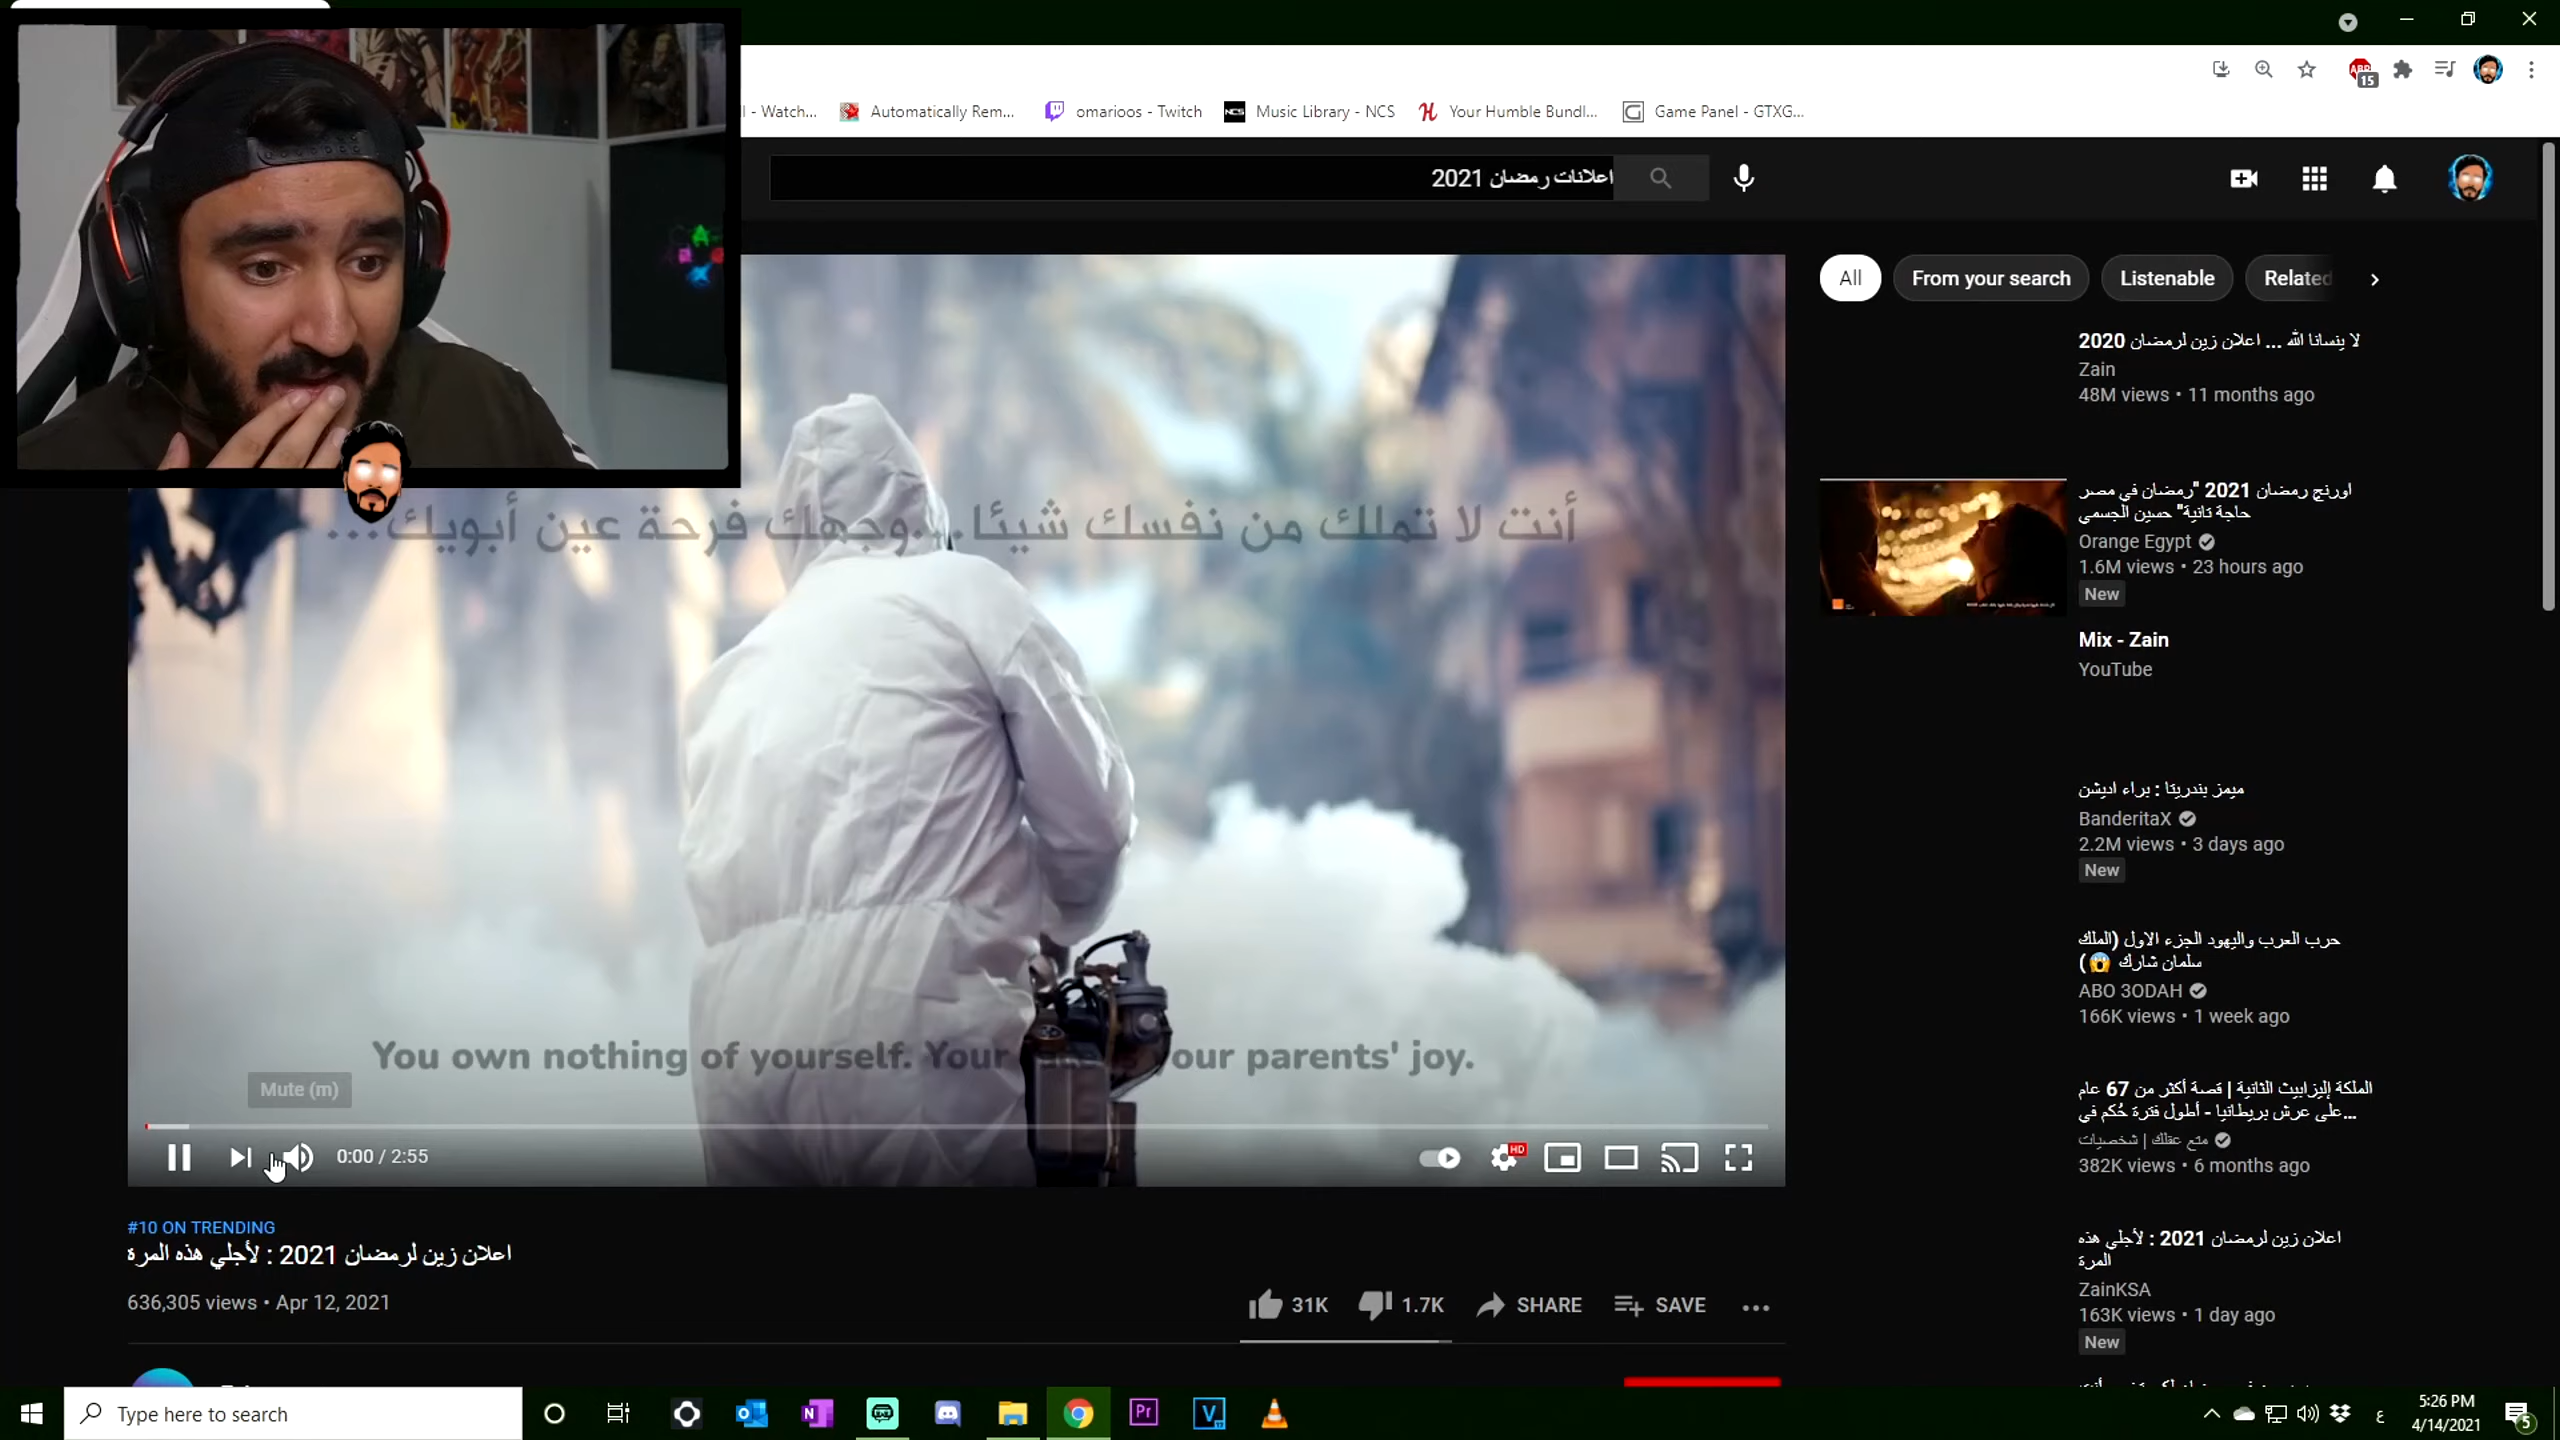 l - Watch...
Automatically Rem...
omarioos - Twitch
NCS
Music Library - NCS
Your Humble Bundl...
Game Panel - GTXG...
ABP
15
اعلانات رمضان 2021
All
From your search
Listenable
Related
أنت لا تملك من نفسك شيئا...وجهك فرحة عين أبويك...
You own nothing of yourself. Your our parents' joy.
Mute (m)
0:00 / 2:55
HD
#10 ON TRENDING
اعلان زين لرمضان 2021 : لأجلي هذه المرة
636,305 views • Apr 12, 2021
31K
1.7K
SHARE
SAVE
لا ينسانا الله ... اعلان زين لرمضان 2020
Zain
48M views • 11 months ago
اورنج رمضان 2021 "رمضان في مصر
حاجة تانية" حسين الجسمي
Orange Egypt
1.6M views • 23 hours ago
New
Mix - Zain
YouTube
ميمز بندريتا : براء اديشن
BanderitaX
2.2M views • 3 days ago
New
حرب العرب واليهود الجزء الاول (الملك
سلمان شارك 😱)
ABO 3ODAH
166K views • 1 week ago
الملكة إليزابيث الثانية | قصة أكثر من 67 عام
على عرش بريطانيا - أطول فترة حُكم في...
متع عقلك | شخصيات
382K views • 6 months ago
اعلان زين لرمضان 2021 : لأجلي هذه
المرة
ZainKSA
163K views • 1 day ago
New
Type here to search
Pr
V
ع
5:26 PM
4/14/2021
5